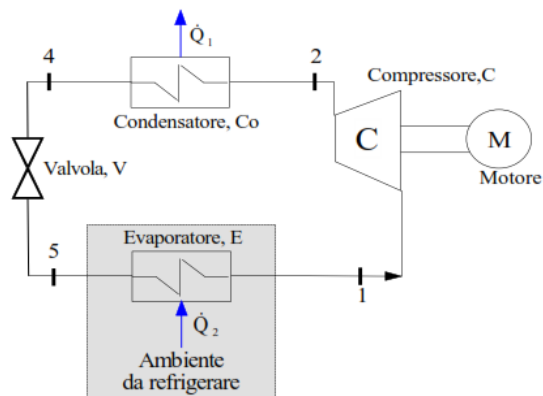 Q̇₁
4
2
Compressore,C
Condensatore, Co
C
M
Valvola, V
Motore
5
Evaporatore, E
1
Q̇₂
Ambiente
da refrigerare